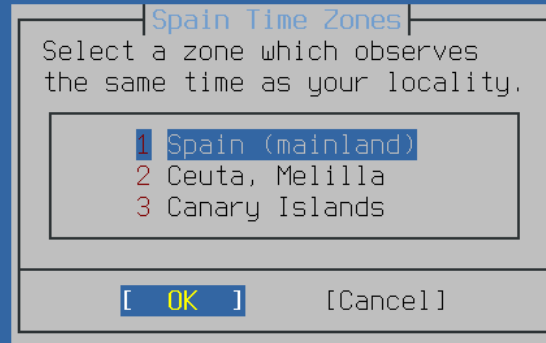 Spain Time Zones
Select a zone which observes
the same time as your locality.
1 Spain (mainland)
2 Ceuta, Melilla
3 Canary Islands
[ OK ] [Cancel]